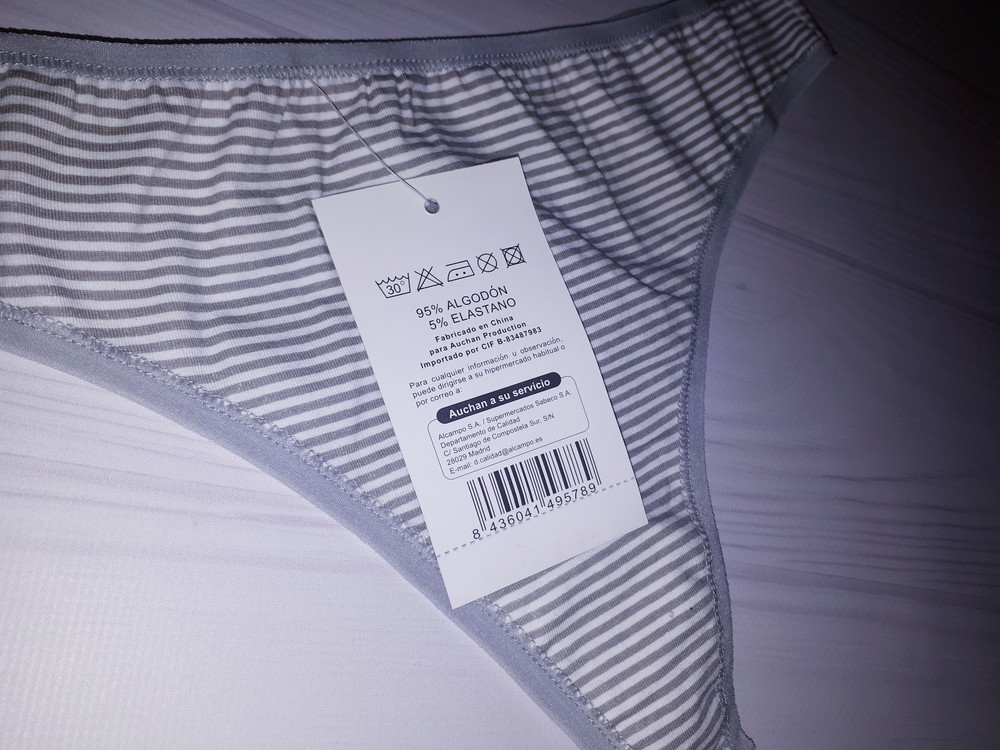 30°
95% ALGODÓN
5% ELASTANO
Fabricado en China
para Auchan Production
Importado por CIF B-83487983
Para cualquier información u observación,
puede dirigirse a su hipermercado habitual o
por correo a:
Auchan a su servicio
Alcampo S.A. / Supermercados Sabeco S.A.
Departamento de Calidad
C/ Santiago de Compostela Sur. S/N
28029 Madrid
E-mail: d.calidad@alcampo.es
8 436041 495789